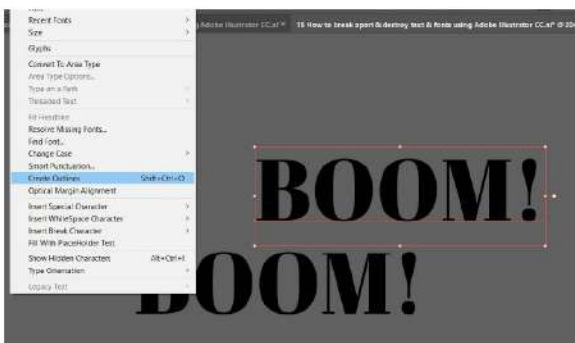 Recent Fonts
Size
Glyphs
Convert To Area Type
Area Type Options...
Type on a Path
Threaded Text
Fit Headline
Resolve Missing Fonts...
Find Font...
Change Case
Smart Punctuation...
Create Outlines Shift+Ctrl+O
Optical Margin Alignment
Insert Special Character
Insert WhiteSpace Character
Insert Break Character
Fill With Placeholder Text
Show Hidden Characters Alt+Ctrl+I
Type Orientation
Legacy Text
Adobe Illustrator CC.ai* × 15 How to break apart & destroy text & fonts using Adobe Illustrator CC.ai* @
BOOM!
BOOM!